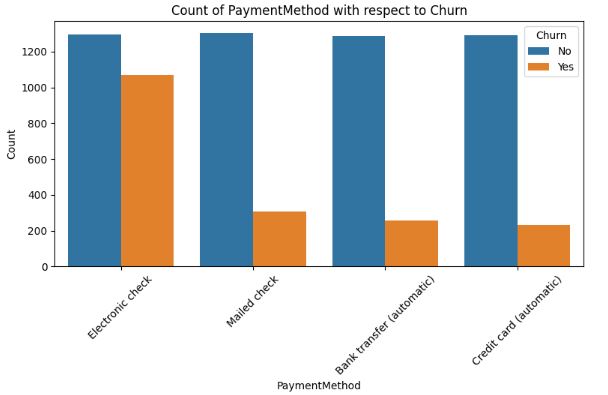 Count of PaymentMethod with respect to Churn
Count
1200
1000
800
600
400
200
0
Churn
No
Yes
Electronic check
Mailed check
Bank transfer (automatic)
Credit card (automatic)
PaymentMethod